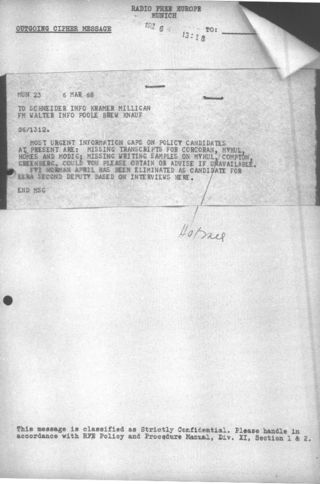 RADIO FREE EUROPE
MUNICH
OUTGOING CIPHER MESSAGE
TO:
13:18
MUN 23 6 MAR 68
TO SCHNEIDER INFO KRAMER MILLIGAN
FM WALTER INFO POOLE BREW KNAUF
06/1312.
MOST URGENT INFORMATION GAPS ON POLICY CANDIDATES
AT PRESENT ARE: MISSING TRANSCRIPTS FOR CORCORAN, MYHUL,
HOMES AND MODIG; MISSING WRITING SAMPLES ON MYHUL, COMPTON,
GREENBERG. COULD YOU PLEASE OBTAIN OR ADVISE IF UNAVAILABLE.
FYI NORMAN APRIL HAS BEEN ELIMINATED AS CANDIDATE FOR
SECOND DEPUTY BASED ON INTERVIEWS HERE.
END MSG
This message is classified as Strictly Confidential. Please handle in
accordance with RFE Policy and Procedure Manual, Div. XI, Section 1 & 2.